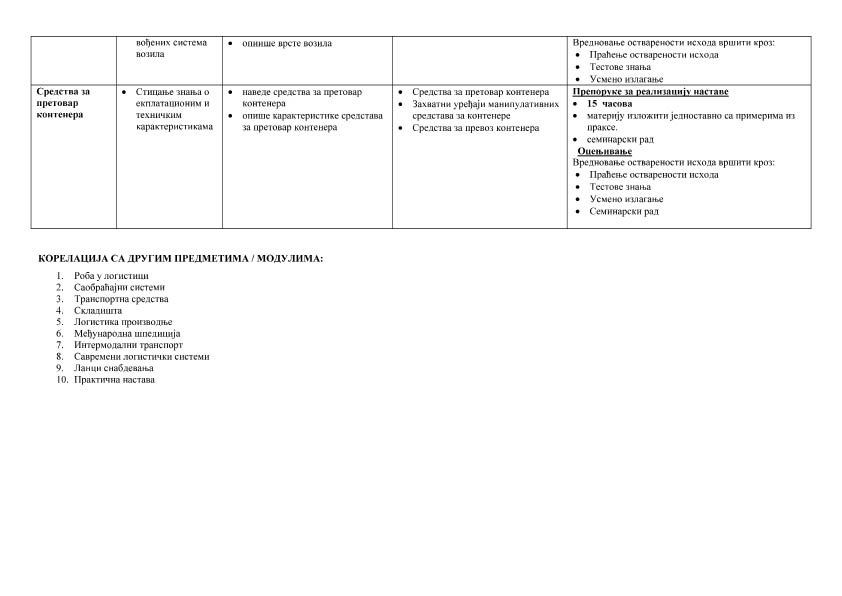 вођених система
возила
• опише врсте возила
Вредновање остварености исхода вршити кроз:
• Праћење остварености исхода
• Тестове знања
• Усмено излагање
Средства за
претовар
контенера
• Стицање знања о
екплатационим и
техничким
карактеристикама
• наведе средства за претовар
контенера
• опише карактеристике средстава
за претовар контенера
• Средства за претовар контенера
• Захватни уређаји манипулативних
средстава за контенере
• Средства за превоз контенера
Препоруке за реализацију наставе
• 15 часова
• материју изложити једноставно са примерима из
праксе.
• семинарски рад
Оцењивање
Вредновање остварености исхода вршити кроз:
• Праћење остварености исхода
• Тестове знања
• Усмено излагање
• Семинарски рад
КОРЕЛАЦИЈА СА ДРУГИМ ПРЕДМЕТИМА / МОДУЛИМА:
1. Роба у логистици
2. Саобраћајни системи
3. Транспортна средства
4. Складишта
5. Логистика производње
6. Међународна шпедиција
7. Интермодални транспорт
8. Савремени логистички системи
9. Ланци снабдевања
10. Практична настава